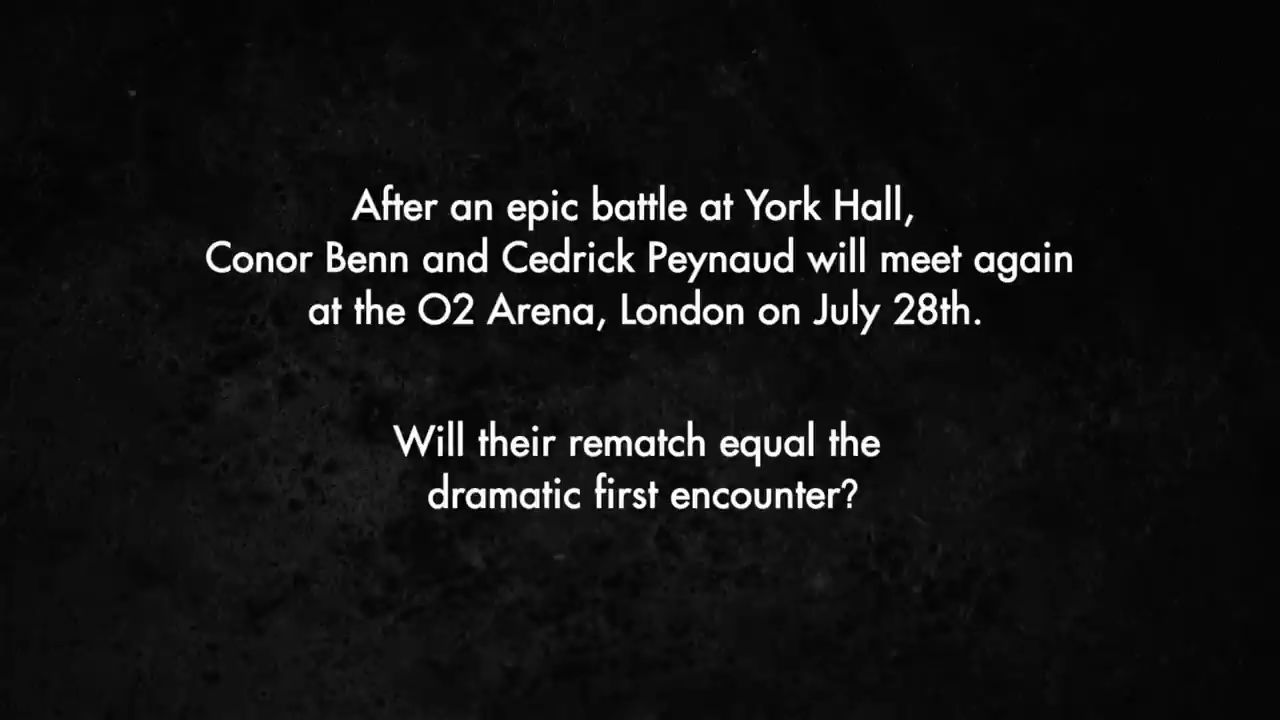 After an epic battle at York Hall,
Conor Benn and Cedrick Peynaud will meet again
at the O2 Arena, London on July 28th.
Will their rematch equal the
dramatic first encounter?